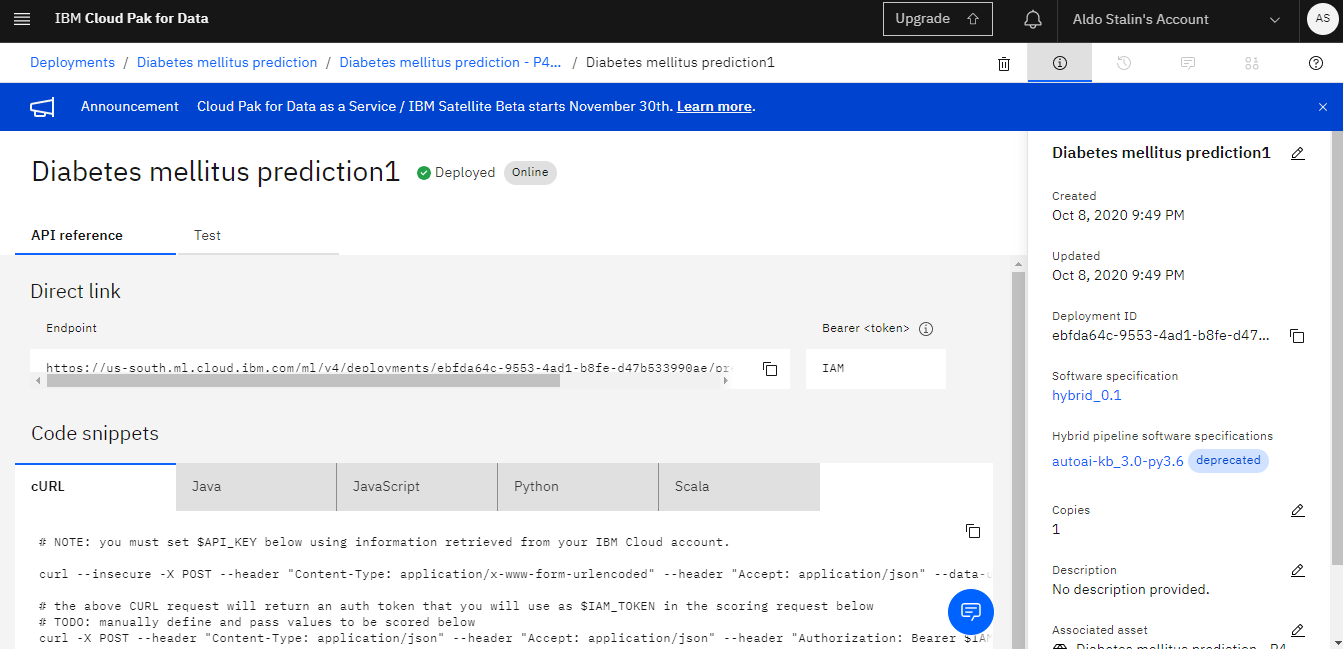 IBM Cloud Pak for Data
Upgrade
Aldo Stalin's Account
AS
Deployments / Diabetes mellitus prediction / Diabetes mellitus prediction - P4... / Diabetes mellitus prediction1
Announcement Cloud Pak for Data as a Service / IBM Satellite Beta starts November 30th. Learn more.
Diabetes mellitus prediction1
Deployed
Online
API reference
Test
Direct link
Endpoint
Bearer <token>
https://us-south.ml.cloud.ibm.com/ml/v4/deployments/ebfda64c-9553-4ad1-b8fe-d47b533990ae/pr
IAM
Code snippets
cURL
Java
JavaScript
Python
Scala
# NOTE: you must set $API_KEY below using information retrieved from your IBM Cloud account.
curl --insecure -X POST --header "Content-Type: application/x-www-form-urlencoded" --header "Accept: application/json" --data-
# the above CURL request will return an auth token that you will use as $IAM_TOKEN in the scoring request below
# TODO: manually define and pass values to be scored below
curl -X POST --header "Content-Type: application/json" --header "Accept: application/json" --header "Authorization: Bearer $IAM
Diabetes mellitus prediction1
Created
Oct 8, 2020 9:49 PM
Updated
Oct 8, 2020 9:49 PM
Deployment ID
ebfda64c-9553-4ad1-b8fe-d47...
Software specification
hybrid_0.1
Hybrid pipeline software specifications
autoai-kb_3.0-py3.6 deprecated
Copies
1
Description
No description provided.
Associated asset
Diabetes mellitus prediction - P4